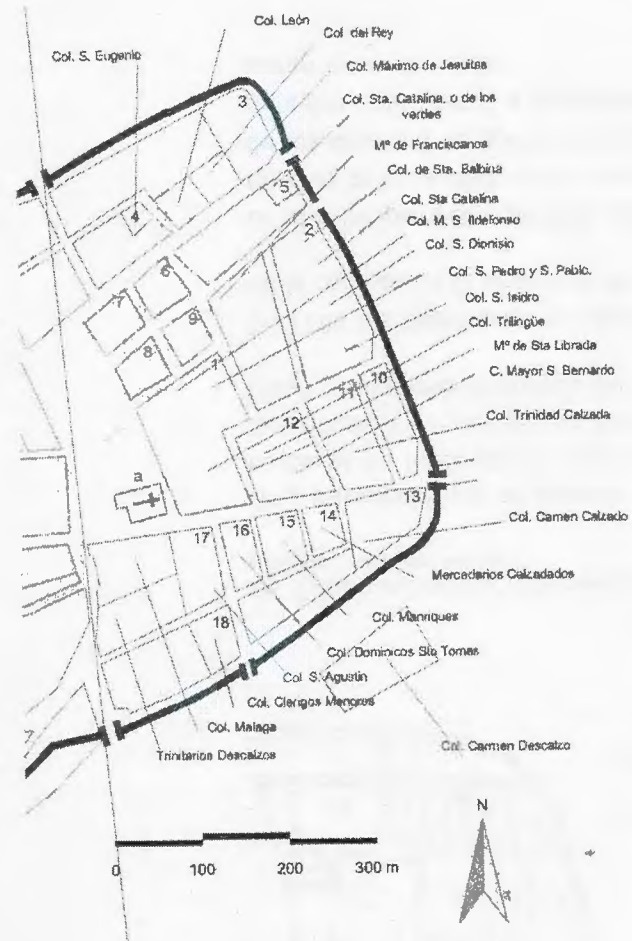 Col. León
Col. del Rey
Col. S. Eugenio
Col. Máximo de Jesuitas
Col. Sta. Catalina, o de los
verdes
Mº de Franciscanos
Col. de Sta. Balbina
Col. Sta Catalina
Col. M. S. Ildefonso
Col. S. Dionisio
Col. S. Pedro y S. Pablo.
Col. S. Isidro
Col. Trilingüe
Mº de Sta Librada
C. Mayor S. Bernardo
Col. Trinidad Calzada
Col. Carmen Calzado
Mercedarios Calzadados
Col. Manriques
Col. Dominicos Sto Tomas
Col. S. Agustin
Col. Clerigos Menores
Col. Malaga
Trinitarios Descalzos
Col. Carmen Descalzo
3
5
4
2
6
7
9
8
1
10
11
12
a
13
14
15
16
17
18
N
0 100 200 300 m